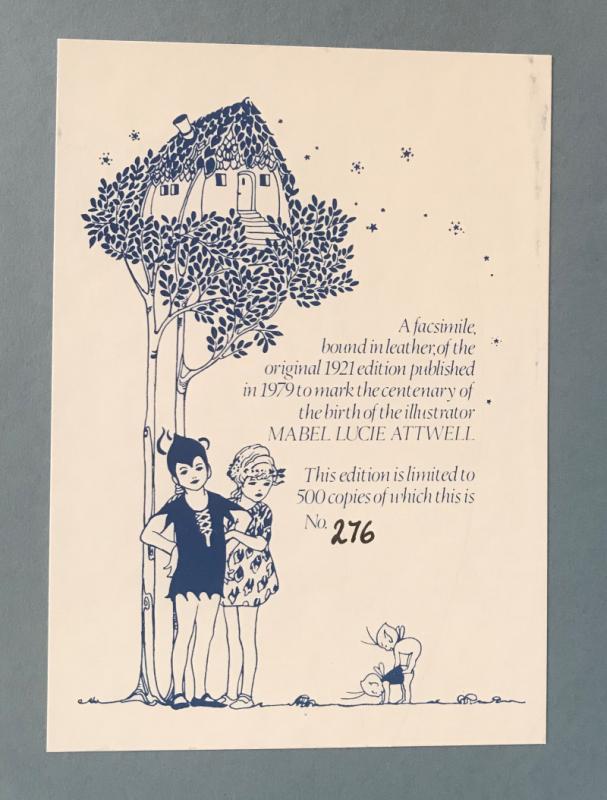 A facsimile,
bound in leather, of the
original 1921 edition published
in 1979 to mark the centenary of
the birth of the illustrator
MABEL LUCIE ATTWELL
This edition is limited to
500 copies of which this is
No. 276